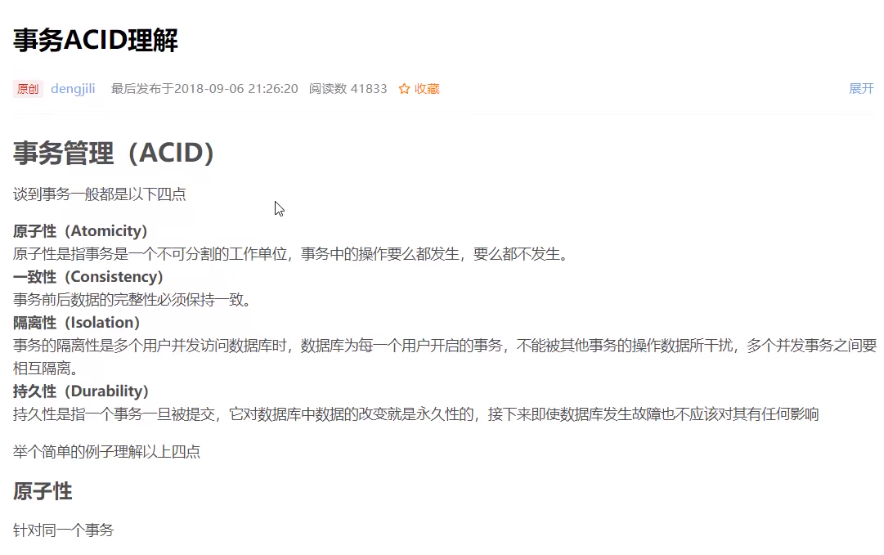 事务ACID理解
原创 dengjili 最后发布于2018-09-06 21:26:20 阅读数 41833 收藏 展开
事务管理（ACID）
谈到事务一般都是以下四点
原子性（Atomicity）
原子性是指事务是一个不可分割的工作单位，事务中的操作要么都发生，要么都不发生。
一致性（Consistency）
事务前后数据的完整性必须保持一致。
隔离性（Isolation）
事务的隔离性是多个用户并发访问数据库时，数据库为每一个用户开启的事务，不能被其他事务的操作数据所干扰，多个并发事务之间要
相互隔离。
持久性（Durability）
持久性是指一个事务一旦被提交，它对数据库中数据的改变就是永久性的，接下来即使数据库发生故障也不应该对其有任何影响
举个简单的例子理解以上四点
原子性
针对同一个事务